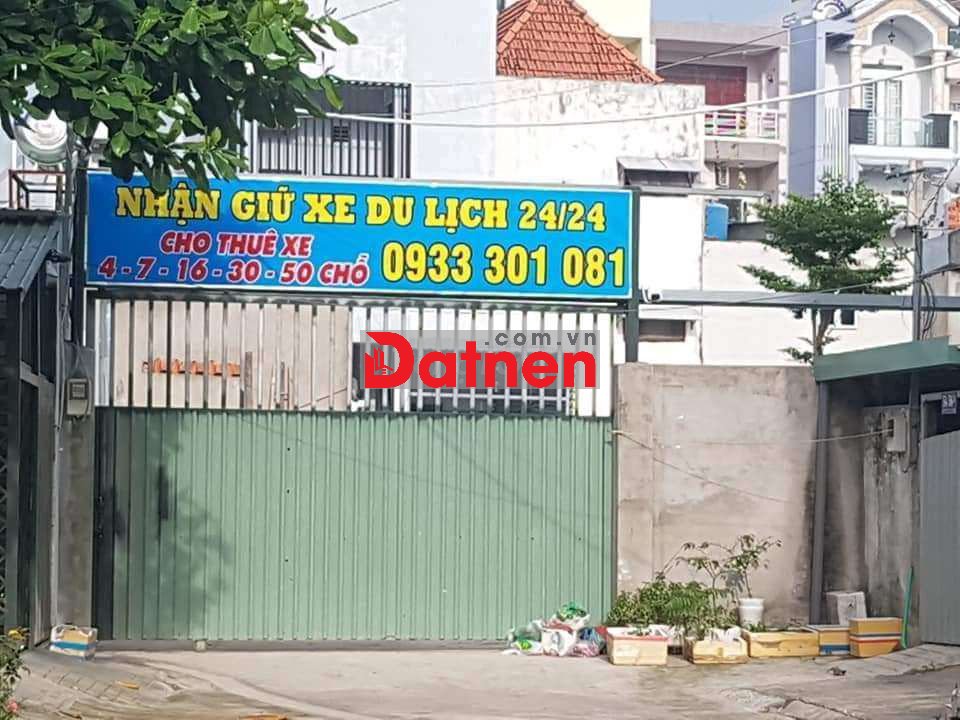 NHẬN GIỮ XE DU LỊCH 24/24
CHO THUÊ XE
4 - 7 - 16 - 30 - 50 CHỔ
0933 301 081
.com.vn
Datnen